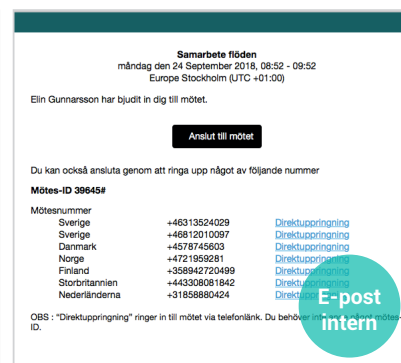 Samarbete flöden
måndag den 24 September 2018, 08:52 - 09:52
Europe Stockholm (UTC +01:00)
Elin Gunnarsson har bjudit in dig till mötet.
Anslut till mötet
Du kan också ansluta genom att ringa upp något av följande nummer
Mötes-ID 39645#
Mötesnummer
Sverige +46313524029 Direktuppringning
Sverige +46812010097 Direktuppringning
Danmark +4578745603 Direktuppringning
Norge +4721959281 Direktuppringning
Finland +358942720499 Direktuppringning
Storbritannien +443308081842 Direktuppringning
Nederländerna +31858880424 Direktuppringning
OBS : "Direktuppringning" ringer in till mötet via telefonlänk. Du behöver inte ange något mötes-
ID.
E-post
intern